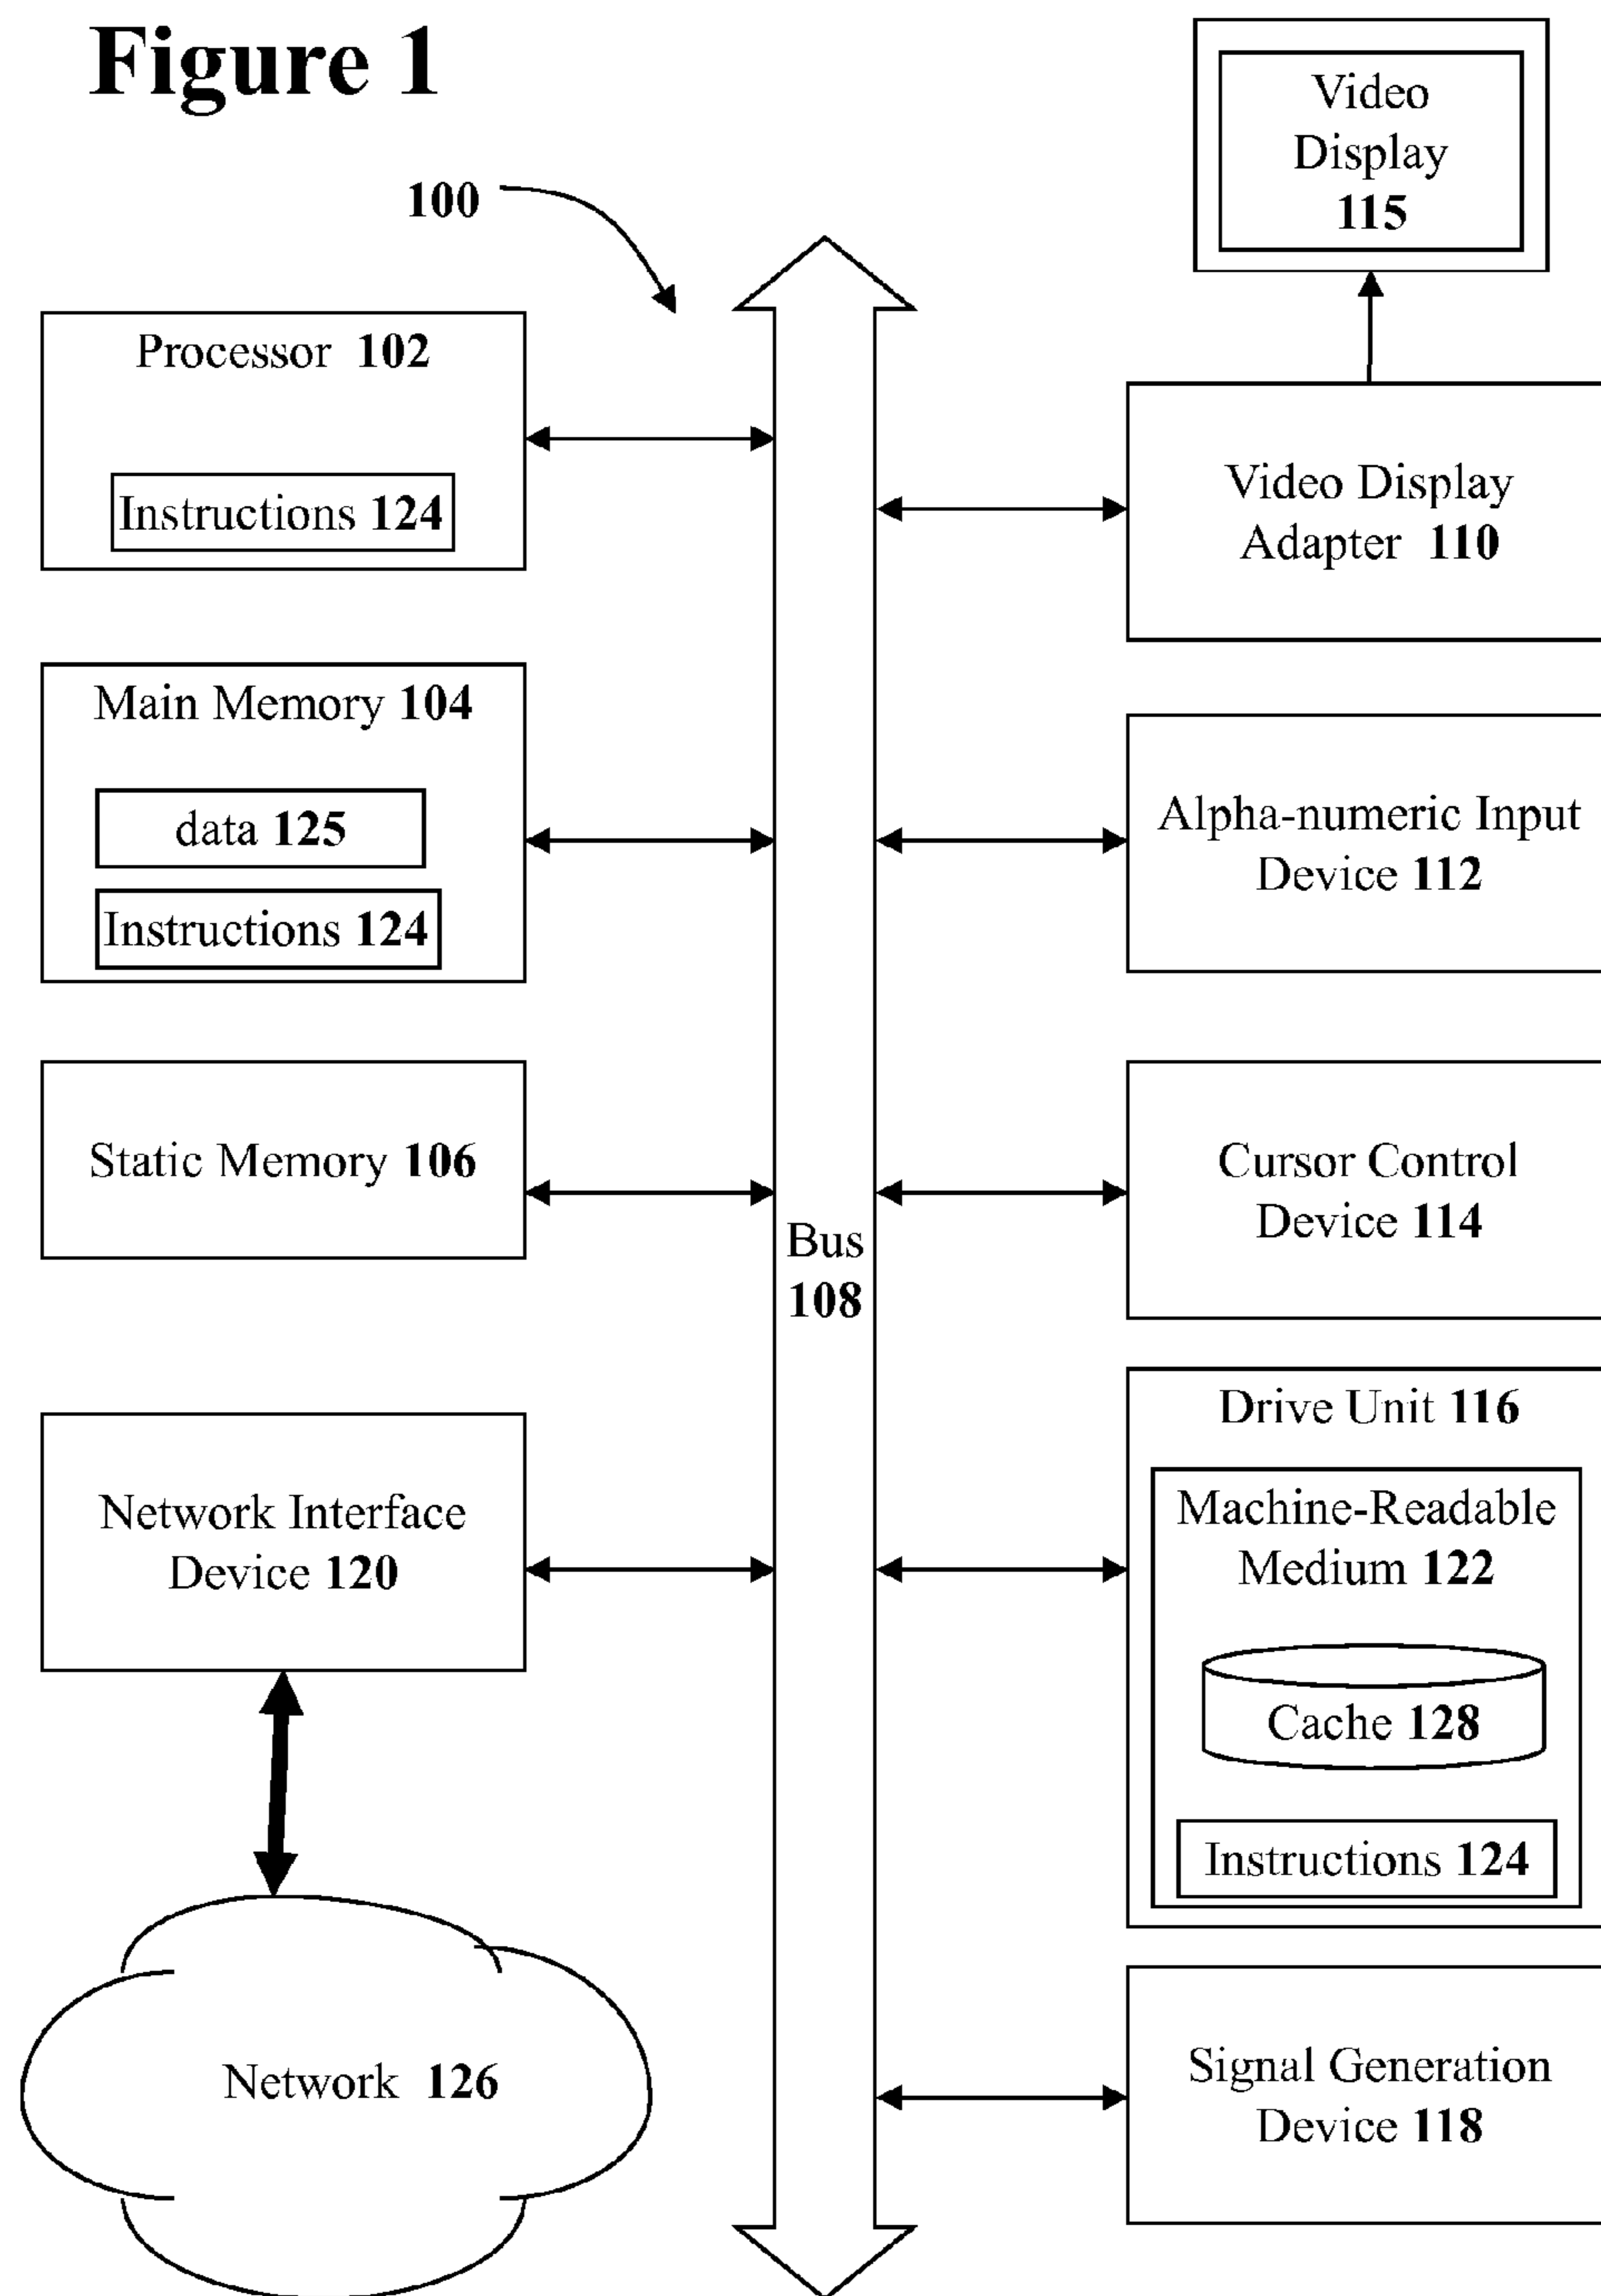 Figure 1
100
Video
Display
115
Processor 102
Instructions 124
Video Display
Adapter 110
Main Memory 104
data 125
Instructions 124
Alpha-numeric Input
Device 112
Static Memory 106
Cursor Control
Device 114
Bus
108
Network Interface
Device 120
Drive Unit 116
Machine-Readable
Medium 122
Cache 128
Instructions 124
Network 126
Signal Generation
Device 118